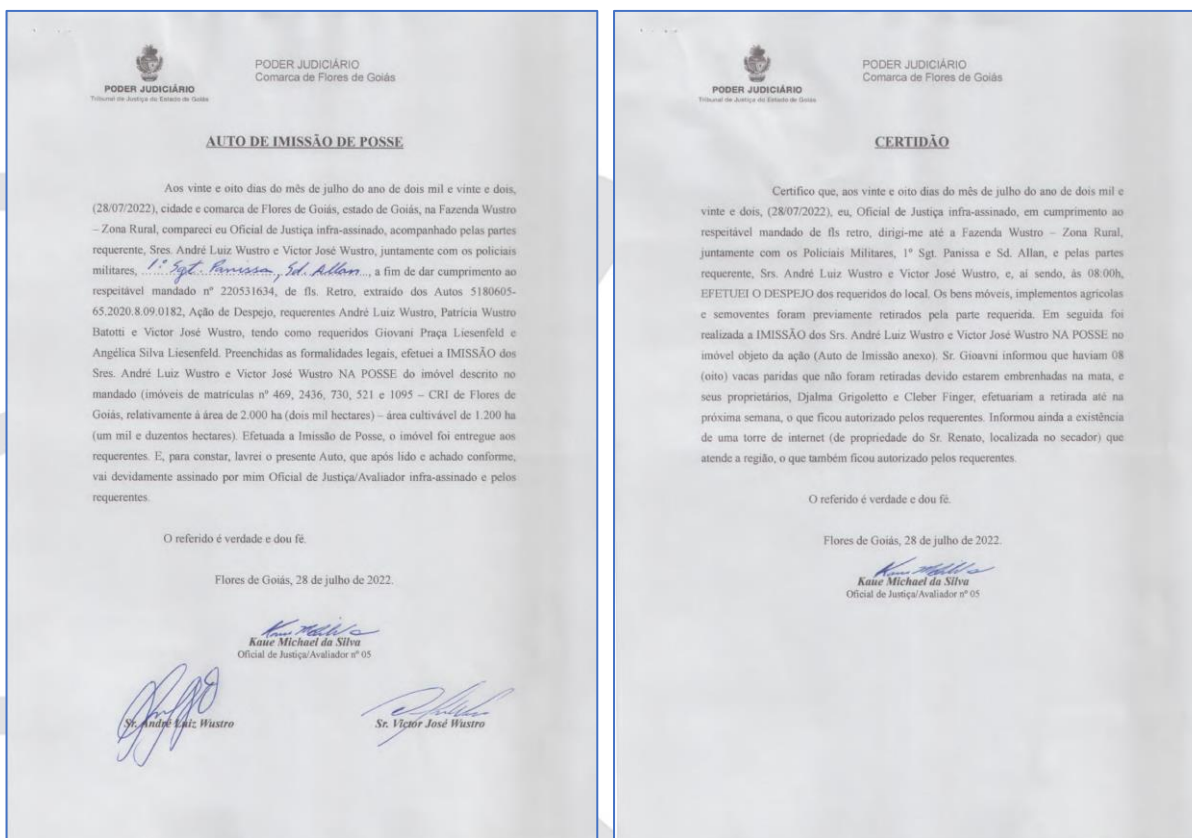 PODER JUDICIÁRIO
Tribunal de Justiça do Estado de Goiás
PODER JUDICIÁRIO
Comarca de Flores de Goiás
AUTO DE IMISSÃO DE POSSE
Aos vinte e oito dias do mês de julho do ano de dois mil e vinte e dois,
(28/07/2022), cidade e comarca de Flores de Goiás, estado de Goiás, na Fazenda Wustro
– Zona Rural, compareci eu Oficial de Justiça infra-assinado, acompanhado pelas partes
requerente, Sres. André Luiz Wustro e Victor José Wustro, juntamente com os policiais
militares, 1º Sgt. Panissa, Sd. Allan, a fim de dar cumprimento ao
respeitável mandado nº 220531634, de fls. Retro, extraído dos Autos 5180605-
65.2020.8.09.0182, Ação de Despejo, requerentes André Luiz Wustro, Patrícia Wustro
Batotti e Victor José Wustro, tendo como requeridos Giovani Praça Liesenfeld e
Angélica Silva Liesenfeld. Preenchidas as formalidades legais, efetuei a IMISSÃO dos
Sres. André Luiz Wustro e Victor José Wustro NA POSSE do imóvel descrito no
mandado (imóveis de matrículas nº 469, 2436, 730, 521 e 1095 – CRI de Flores de
Goiás, relativamente à área de 2.000 ha (dois mil hectares) – área cultivável de 1.200 ha
(um mil e duzentos hectares). Efetuada a Imissão de Posse, o imóvel foi entregue aos
requerentes. E, para constar, lavrei o presente Auto, que após lido e achado conforme,
vai devidamente assinado por mim Oficial de Justiça/Avaliador infra-assinado e pelos
requerentes.
O referido é verdade e dou fé.
Flores de Goiás, 28 de julho de 2022.
Kaue Michael da Silva
Oficial de Justiça/Avaliador nº 05
Sr. André Luiz Wustro
Sr. Victor José Wustro
PODER JUDICIÁRIO
Tribunal de Justiça do Estado de Goiás
PODER JUDICIÁRIO
Comarca de Flores de Goiás
CERTIDÃO
Certifico que, aos vinte e oito dias do mês de julho do ano de dois mil e
vinte e dois, (28/07/2022), eu, Oficial de Justiça infra-assinado, em cumprimento ao
respeitável mandado de fls retro, dirigi-me até a Fazenda Wustro – Zona Rural,
juntamente com os Policiais Militares, 1º Sgt. Panissa e Sd. Allan, e pelas partes
requerente, Srs. André Luiz Wustro e Victor José Wustro, e, aí sendo, às 08:00h,
EFETUEI O DESPEJO dos requeridos do local. Os bens móveis, implementos agrícolas
e semoventes foram previamente retirados pela parte requerida. Em seguida foi
realizada a IMISSÃO dos Srs. André Luiz Wustro e Victor José Wustro NA POSSE no
imóvel objeto da ação (Auto de Imissão anexo). Sr. Gioavni informou que haviam 08
(oito) vacas paridas que não foram retiradas devido estarem embrenhadas na mata, e
seus proprietários, Djalma Grigoletto e Cleber Finger, efetuariam a retirada até na
próxima semana, o que ficou autorizado pelos requerentes. Informou ainda a existência
de uma torre de internet (de propriedade do Sr. Renato, localizada no secador) que
atende a região, o que também ficou autorizado pelos requerentes.
O referido é verdade e dou fé.
Flores de Goiás, 28 de julho de 2022.
Kaue Michael da Silva
Oficial de Justiça/Avaliador nº 05